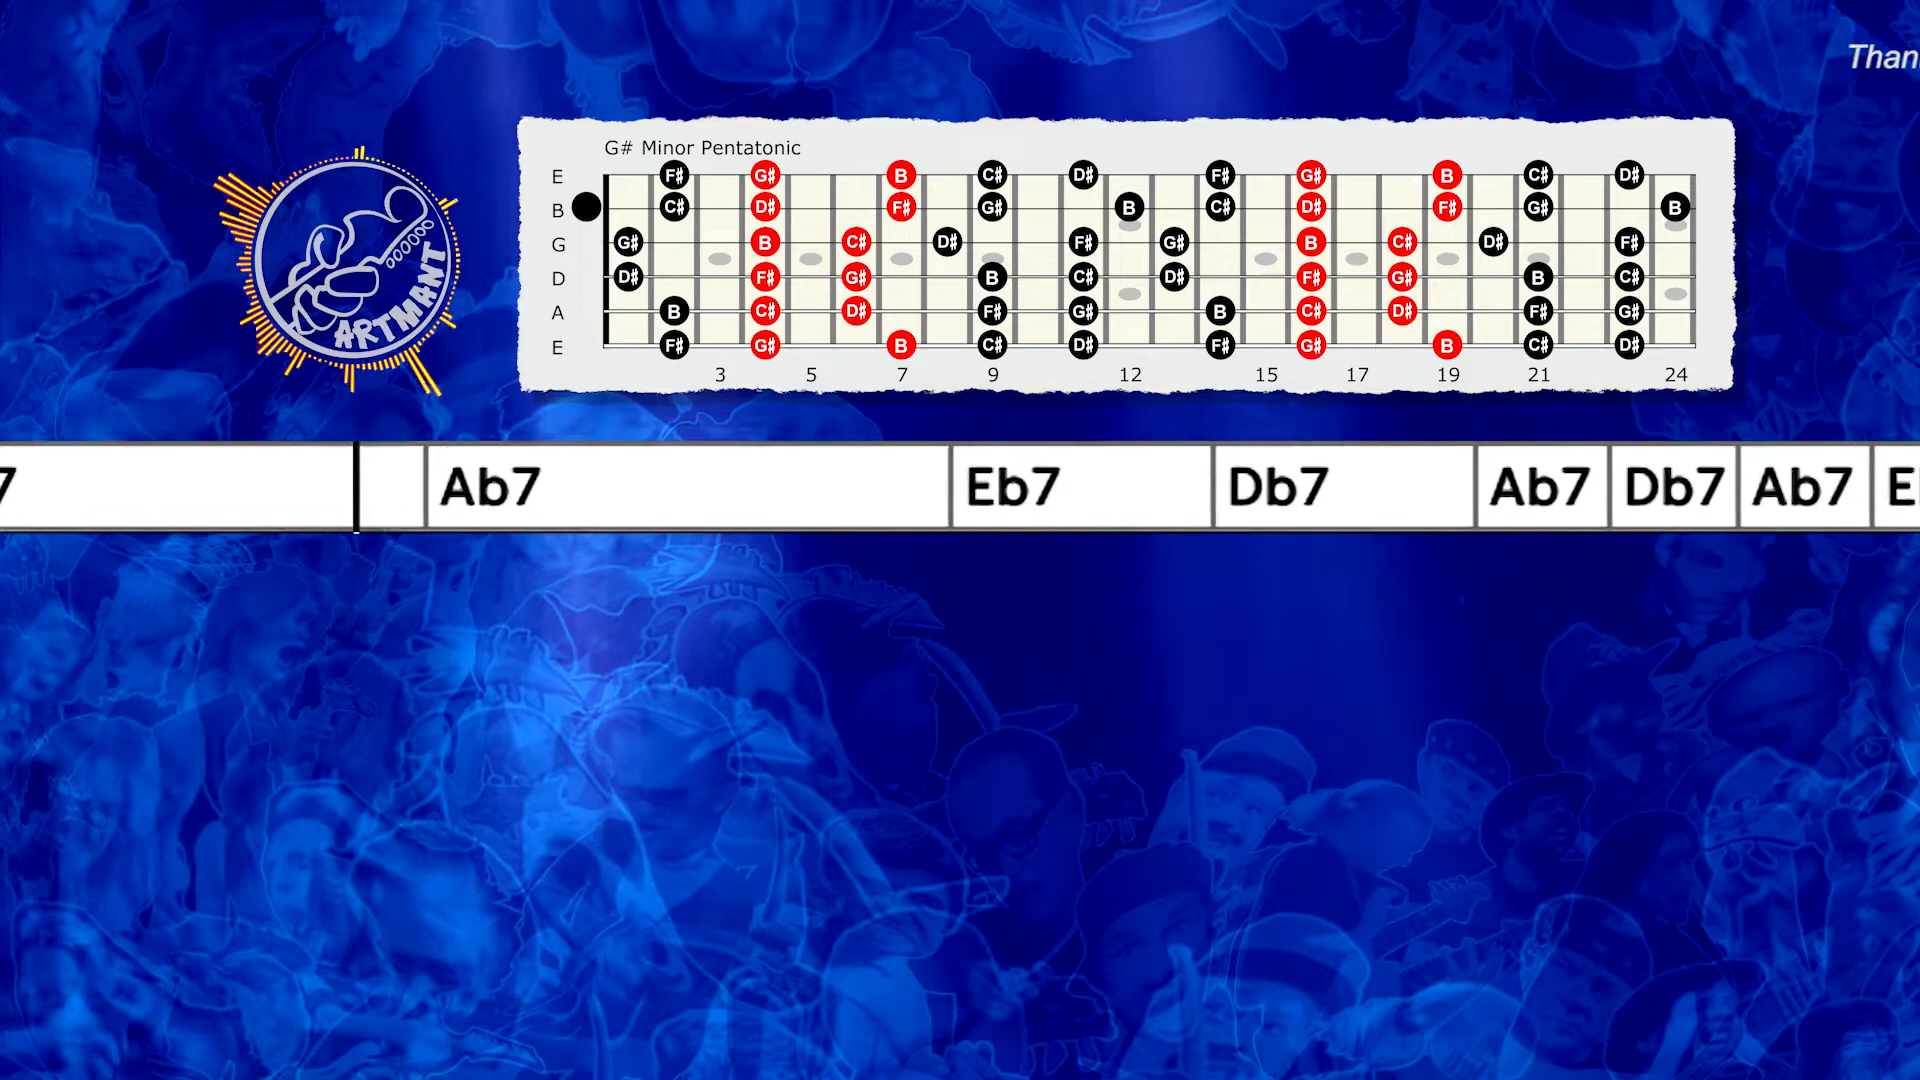 Than
G# Minor Pentatonic
E F# G# B C# D# F# G# B C# D#
B C# D# F# G# B C# D# F# G# B
G G# B C# D# F# G# B C# D# F#
D D# F# G# B C# D# F# G# B C#
A B C# D# F# G# B C# D# F# G#
E F# G# B C# D# F# G# B C# D#
3 5 7 9 12 15 17 19 21 24
ARTMANT
7 Ab7 Eb7 Db7 Ab7 Db7 Ab7 E